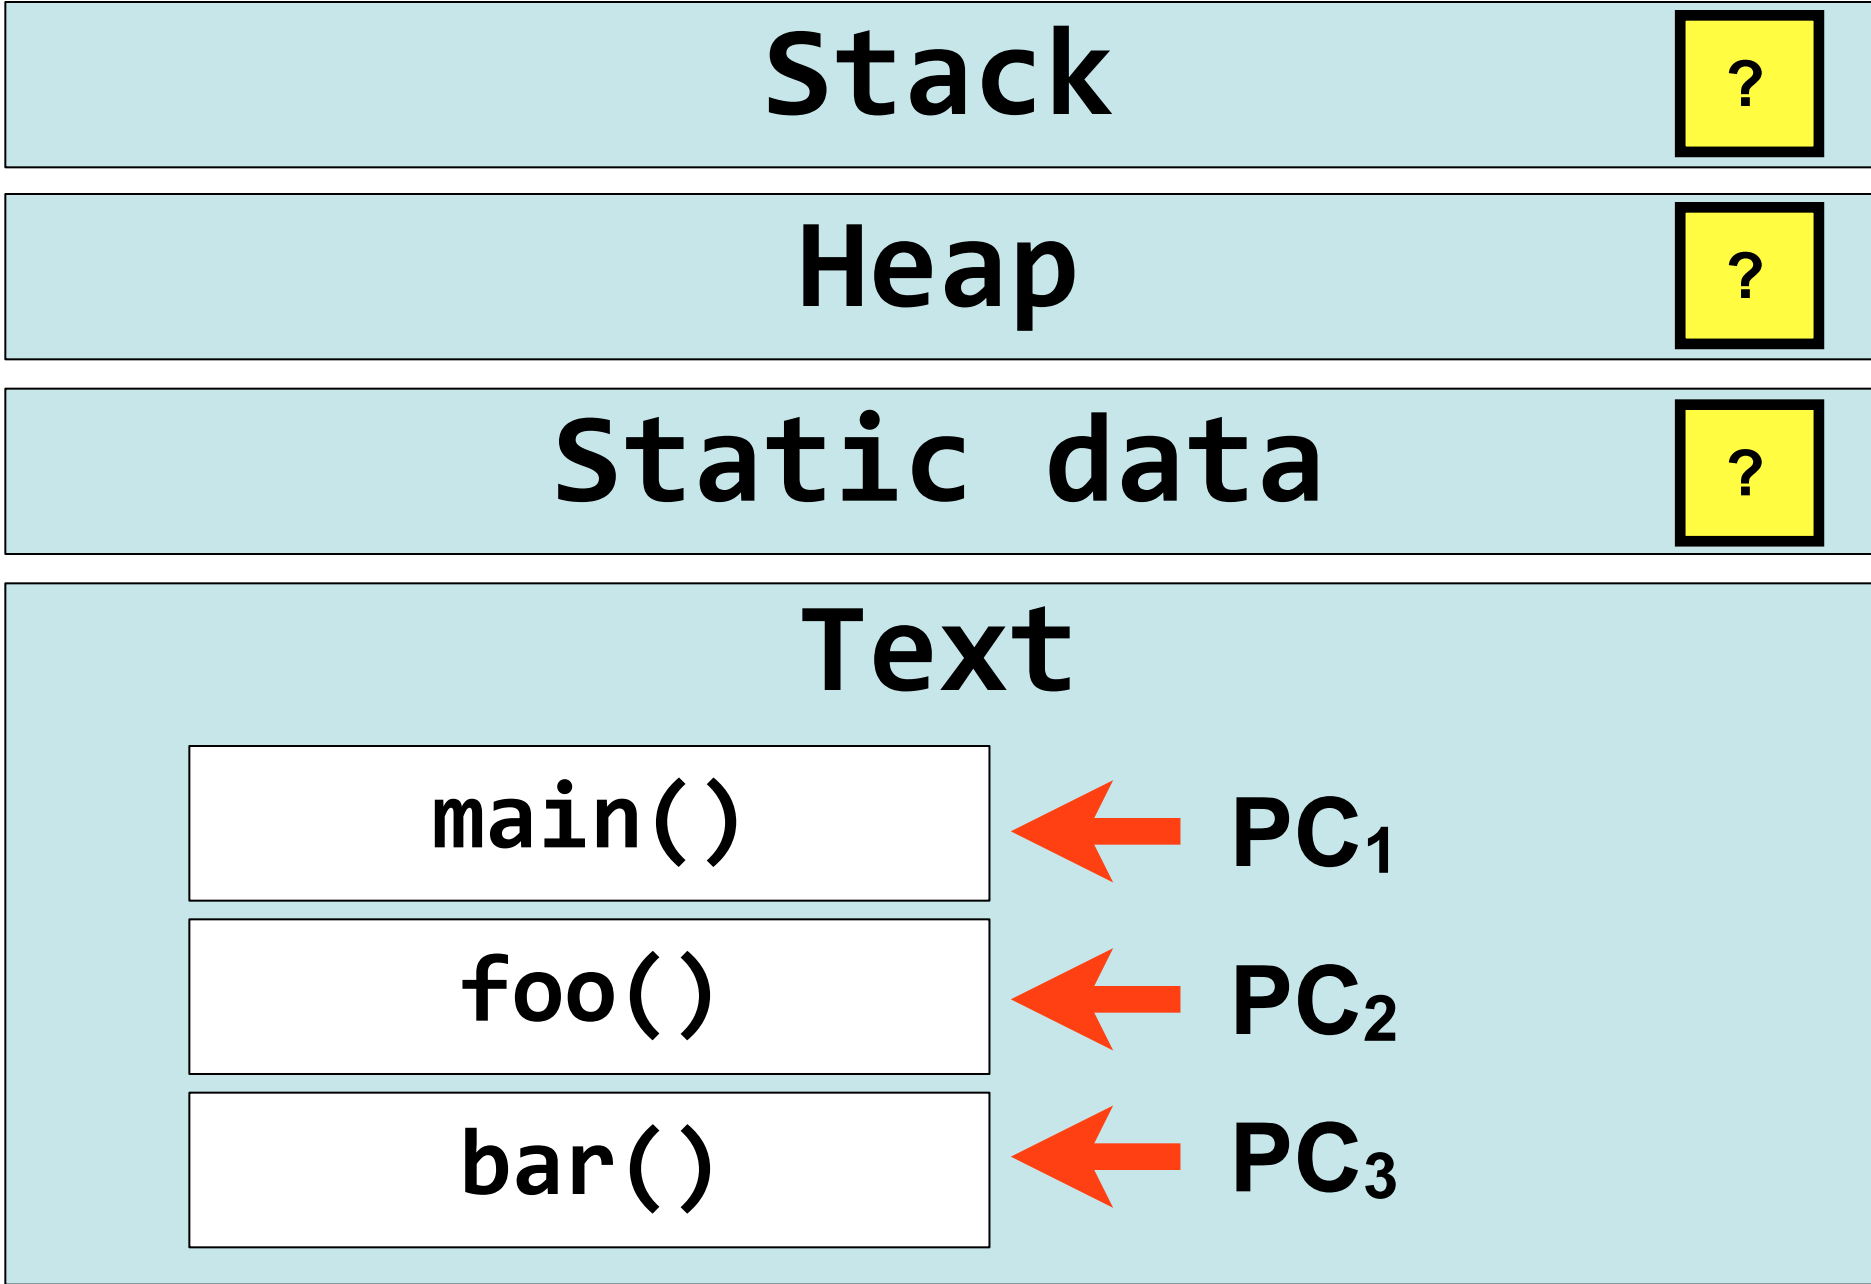 Stack ?
Heap ?
Static data ?
Text
main() PC₁
foo() PC₂
bar() PC₃